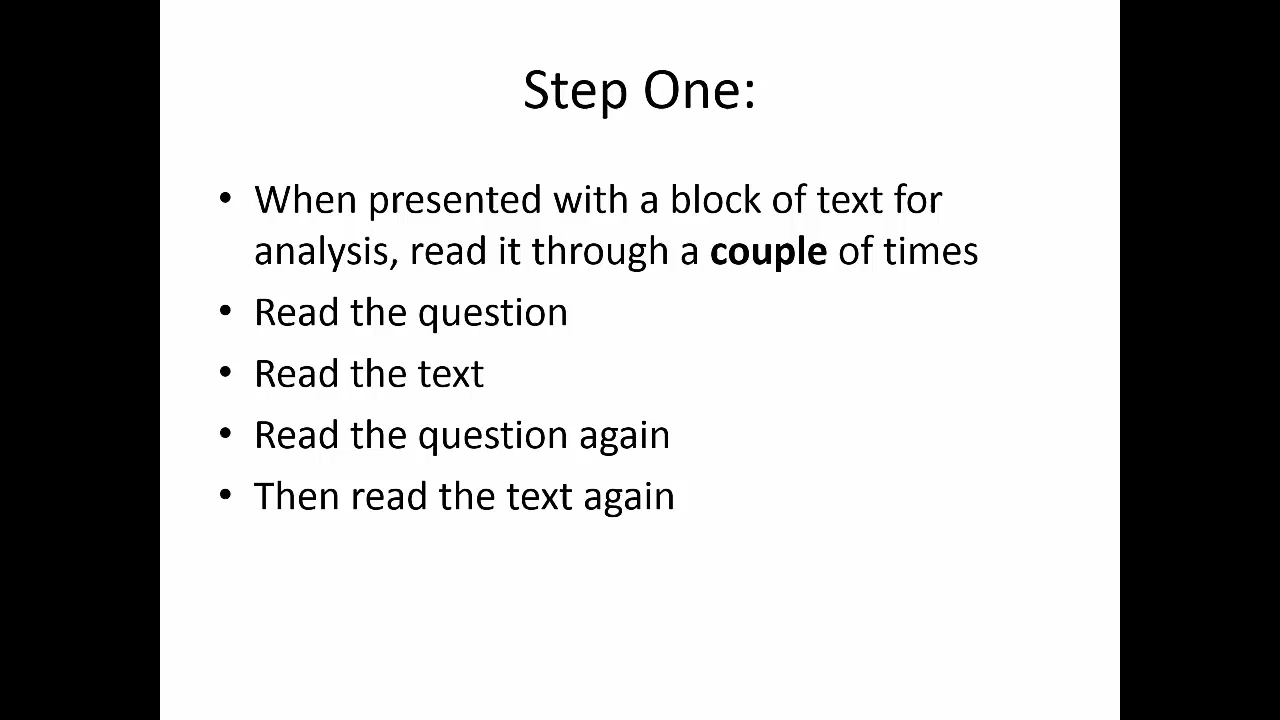 Step One:
• When presented with a block of text for
analysis, read it through a couple of times
• Read the question
• Read the text
• Read the question again
• Then read the text again